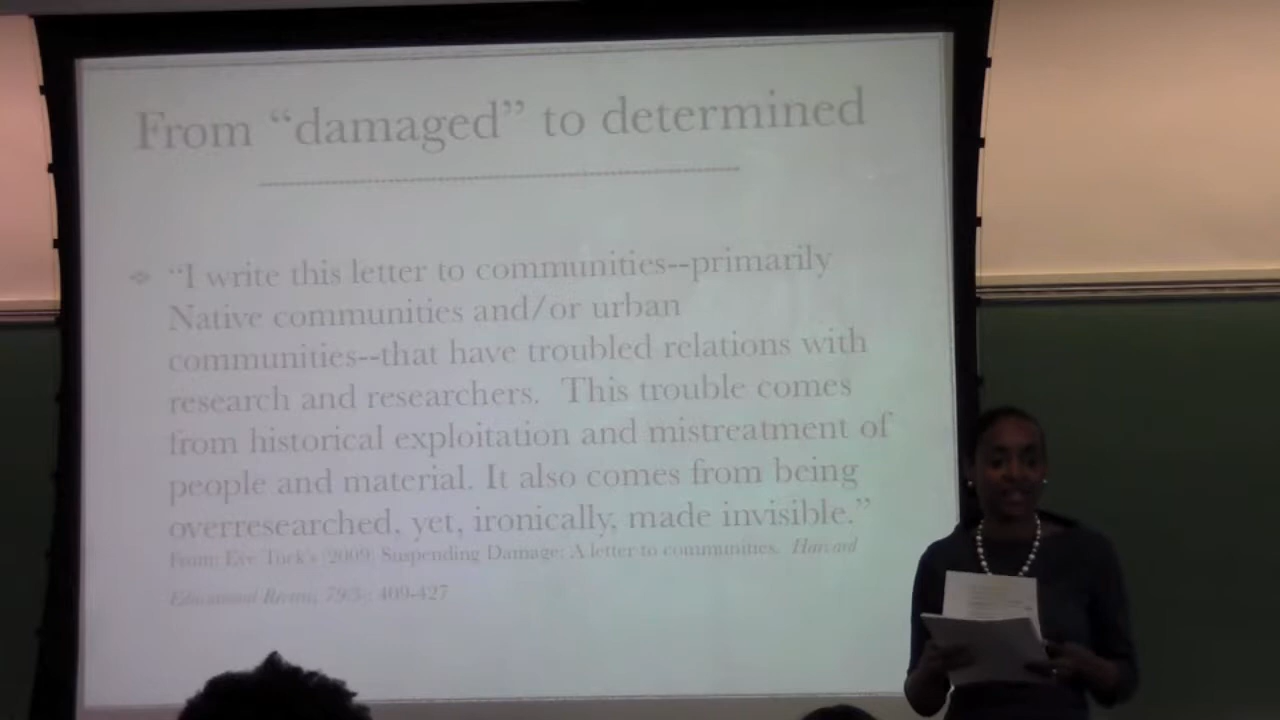 From “damaged” to determined
“I write this letter to communities--primarily
Native communities and/or urban
communities--that have troubled relations with
research and researchers. This trouble comes
from historical exploitation and mistreatment of
people and material. It also comes from being
overresearched, yet, ironically, made invisible.”
From: Eve Tuck's (2009) Suspending Damage: A letter to communities. Harvard
Educational Review, 79(3): 409-427